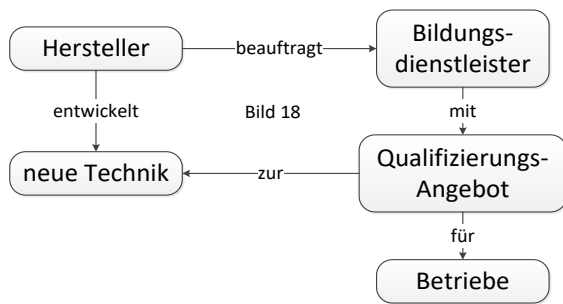 Hersteller
beauftragt
Bildungs-
dienstleister
entwickelt
Bild 18
mit
neue Technik
zur
Qualifizierungs-
Angebot
für
Betriebe